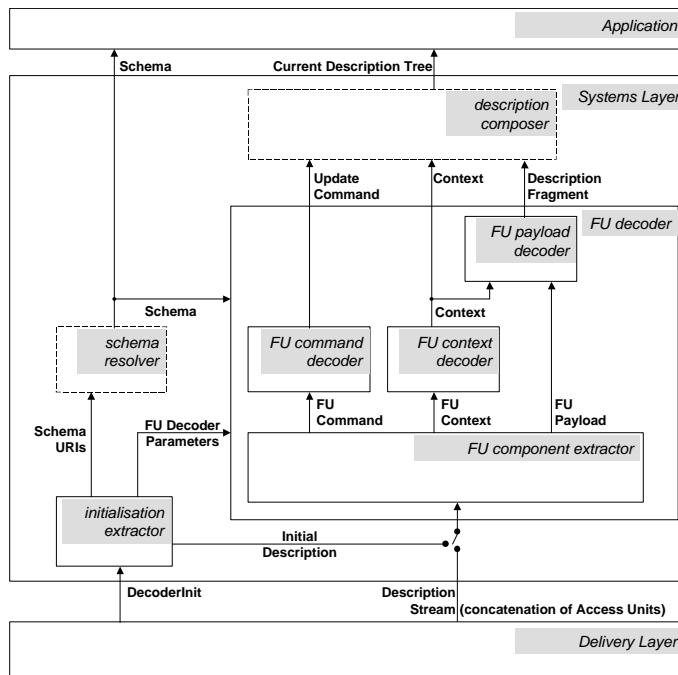 Application
Schema
Current Description Tree
Systems Layer
description
composer
Update
Command
Context
Description
Fragment
FU decoder
FU payload
decoder
Schema
Context
schema
resolver
FU command
decoder
FU context
decoder
Schema
URIs
FU Decoder
Parameters
FU
Command
FU
Context
FU
Payload
FU component extractor
initialisation
extractor
Initial
Description
DecoderInit
Description
Stream (concatenation of Access Units)
Delivery Layer